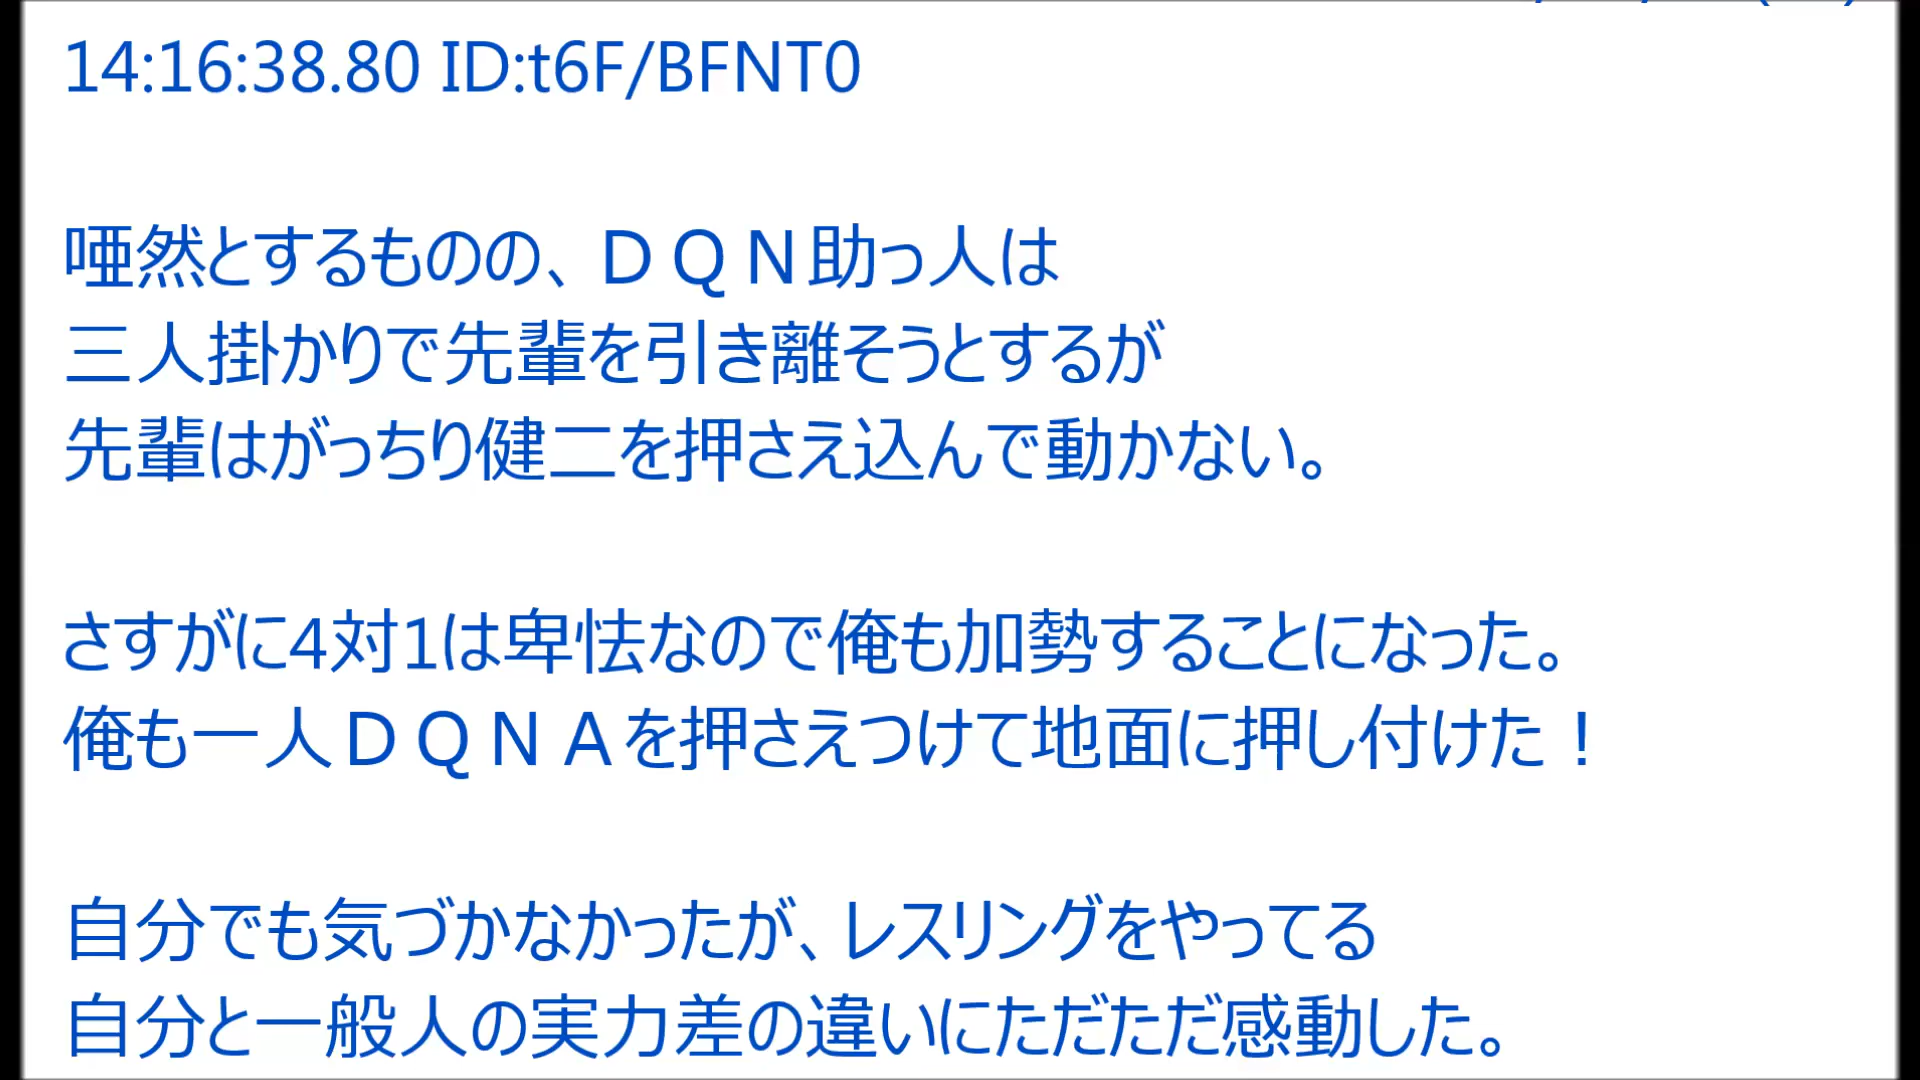 14:16:38.80 ID:t6F/BFNT0
唖然とするものの、ＤＱＮ助っ人は
三人掛かりで先輩を引き離そうとするが
先輩はがっちり健二を押さえ込んで動かない。
さすがに4対1は卑怯なので俺も加勢することになった。
俺も一人ＤＱＮＡを押さえつけて地面に押し付けた！
自分でも気づかなかったが、レスリングをやってる
自分と一般人の実力差の違いにただただ感動した。